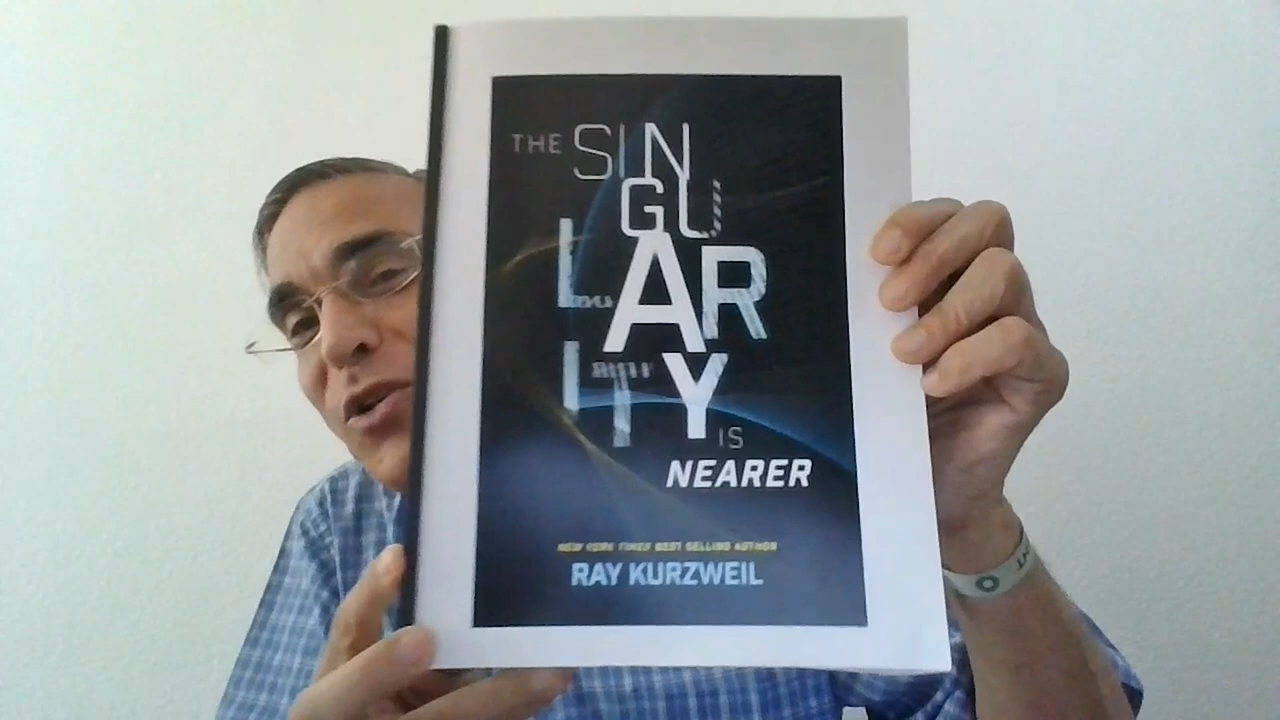 THE SIN
GU
LAR
ITY
IS
NEARER
NEW YORK TIMES BEST SELLING AUTHOR
RAY KURZWEIL